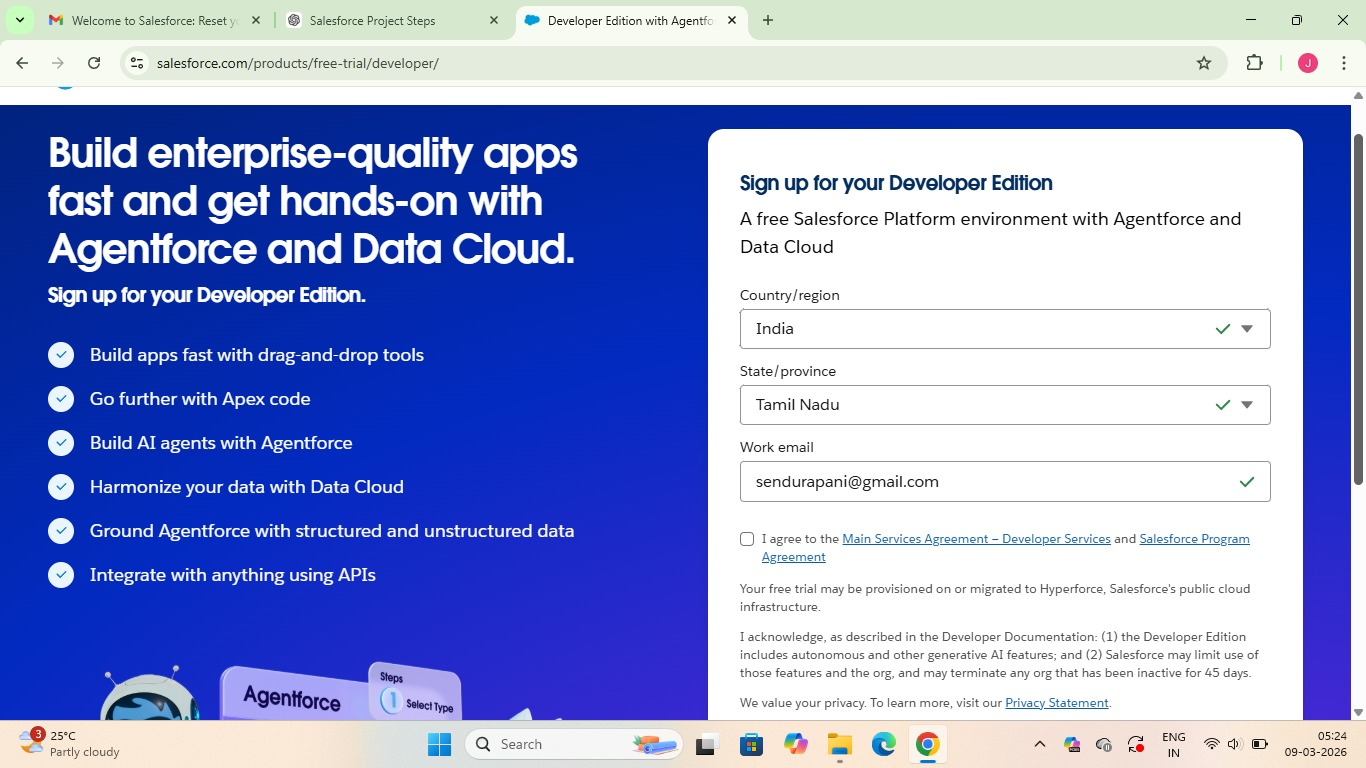 Welcome to Salesforce: Reset yo
Salesforce Project Steps
Developer Edition with Agentfo
salesforce.com/products/free-trial/developer/
J
Build enterprise-quality apps
fast and get hands-on with
Agentforce and Data Cloud.
Sign up for your Developer Edition.
Build apps fast with drag-and-drop tools
Go further with Apex code
Build AI agents with Agentforce
Harmonize your data with Data Cloud
Ground Agentforce with structured and unstructured data
Integrate with anything using APIs
Agentforce
Steps
1 Select Type
Sign up for your Developer Edition
A free Salesforce Platform environment with Agentforce and
Data Cloud
Country/region
India
State/province
Tamil Nadu
Work email
sendurapani@gmail.com
I agree to the Main Services Agreement – Developer Services and Salesforce Program
Agreement
Your free trial may be provisioned on or migrated to Hyperforce, Salesforce's public cloud
infrastructure.
I acknowledge, as described in the Developer Documentation: (1) the Developer Edition
includes autonomous and other generative AI features; and (2) Salesforce may limit use of
those features and the org, and may terminate any org that has been inactive for 45 days.
We value your privacy. To learn more, visit our Privacy Statement.
3
25°C
Partly cloudy
Search
ENG
IN
05:24
09-03-2026